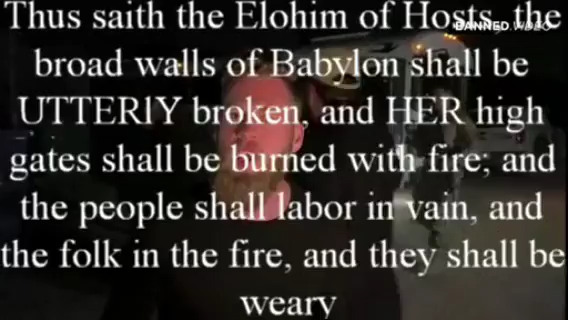 Thus saith the Elohim of Hosts, the
BANNED.VIDEO
broad walls of Babylon shall be
UTTERlY broken, and HER high
gates shall be burned with fire; and
the people shall labor in vain, and
the folk in the fire, and they shall be
weary